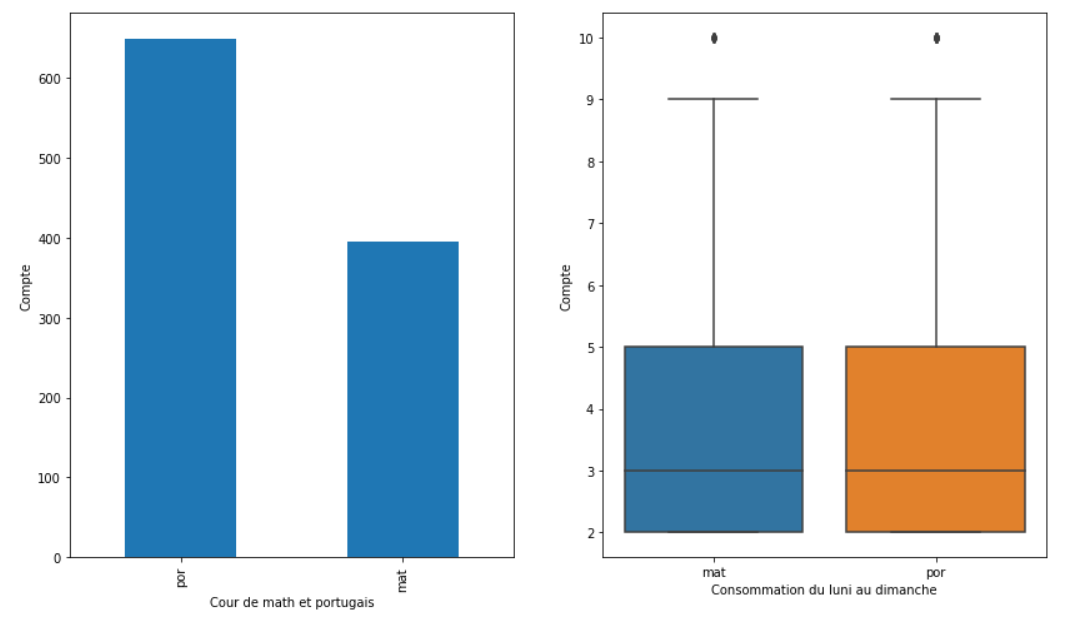 600
500
400
300
200
100
0
Compte
por
mat
Cour de math et portugais
10
9
8
7
6
5
4
3
2
Compte
mat
por
Consommation du luni au dimanche